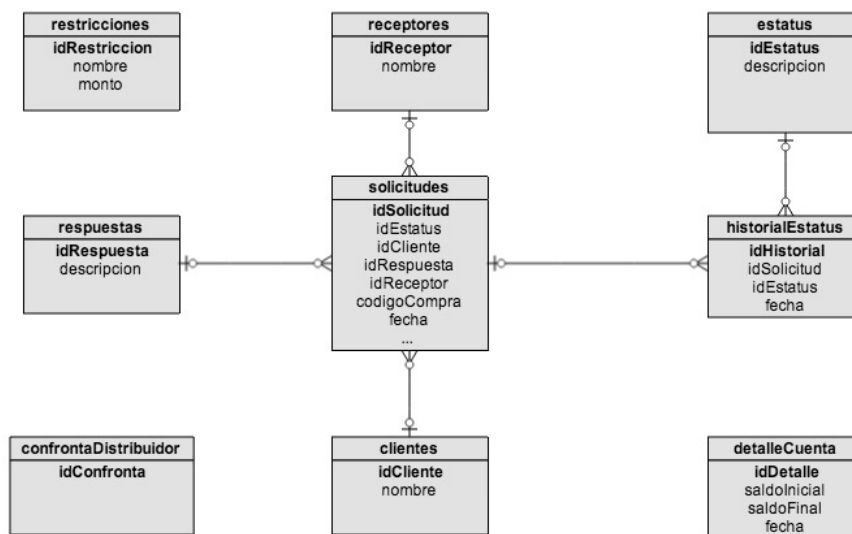 restricciones
idRestriccion
nombre
monto
receptores
idReceptor
nombre
estatus
idEstatus
descripcion
respuestas
idRespuesta
descripcion
solicitudes
idSolicitud
idEstatus
idCliente
idRespuesta
idReceptor
codigoCompra
fecha
...
historialEstatus
idHistorial
idSolicitud
idEstatus
fecha
confrontaDistribuidor
idConfronta
clientes
idCliente
nombre
detalleCuenta
idDetalle
saldoInicial
saldoFinal
fecha